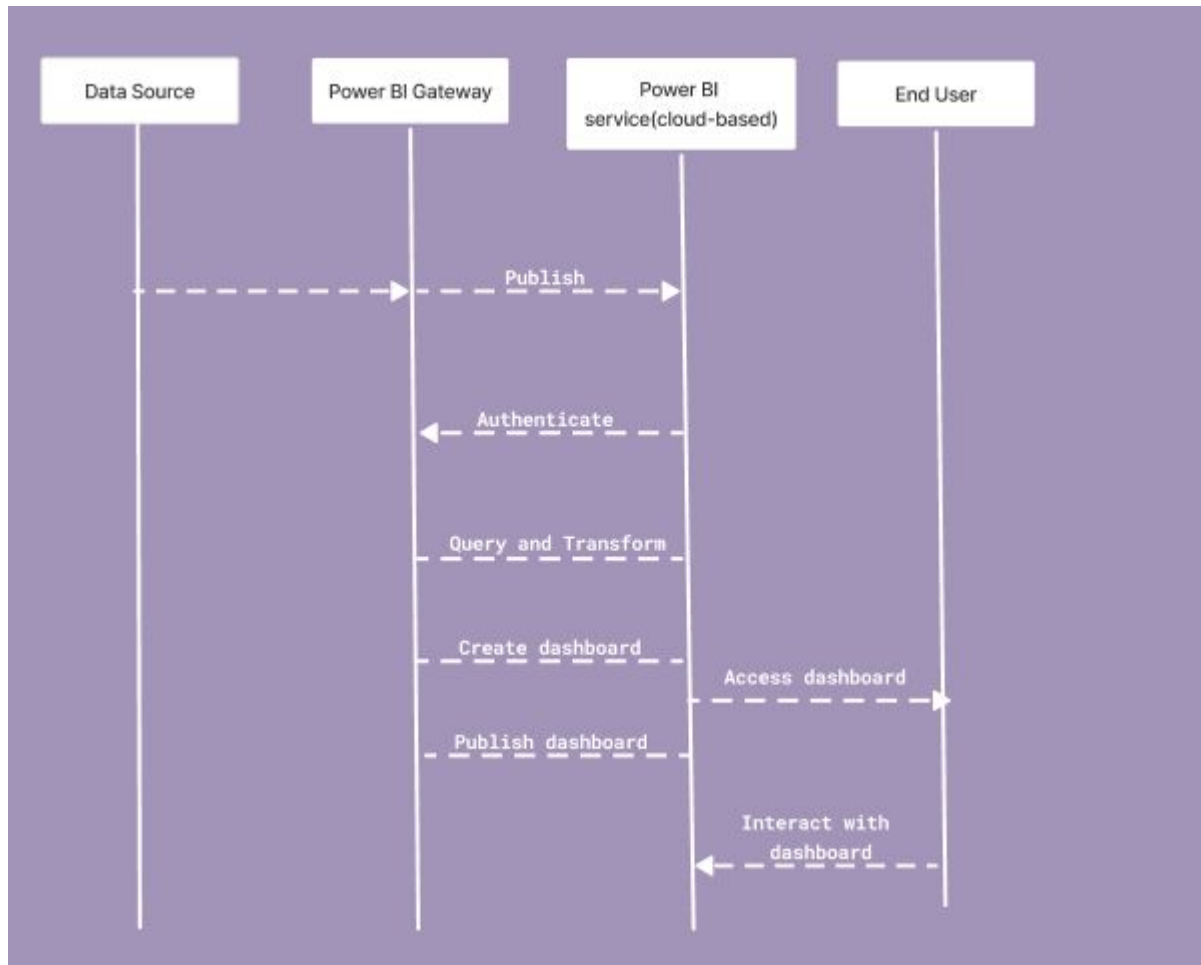 Data Source
Power BI Gateway
Power BI
service(cloud-based)
End User
Publish
Authenticate
Query and Transform
Create dashboard
Access dashboard
Publish dashboard
Interact with
dashboard